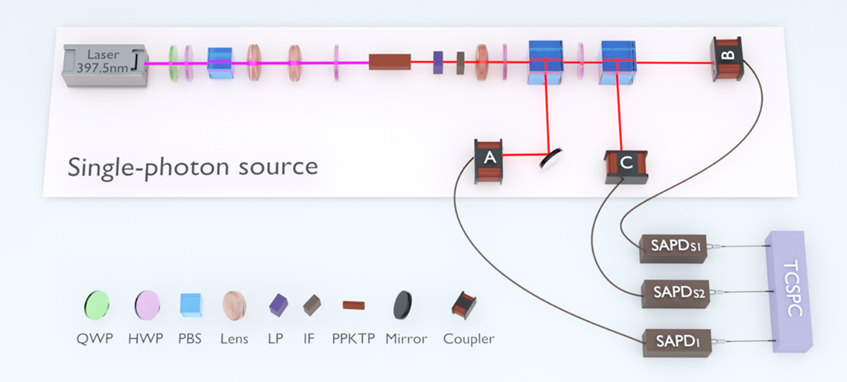 Laser
397.5nm
B
A
C
Single-photon source
SAPDS1
SAPDS2
SAPDI
TCSPC
QWP HWP PBS Lens LP IF PPKTP Mirror Coupler